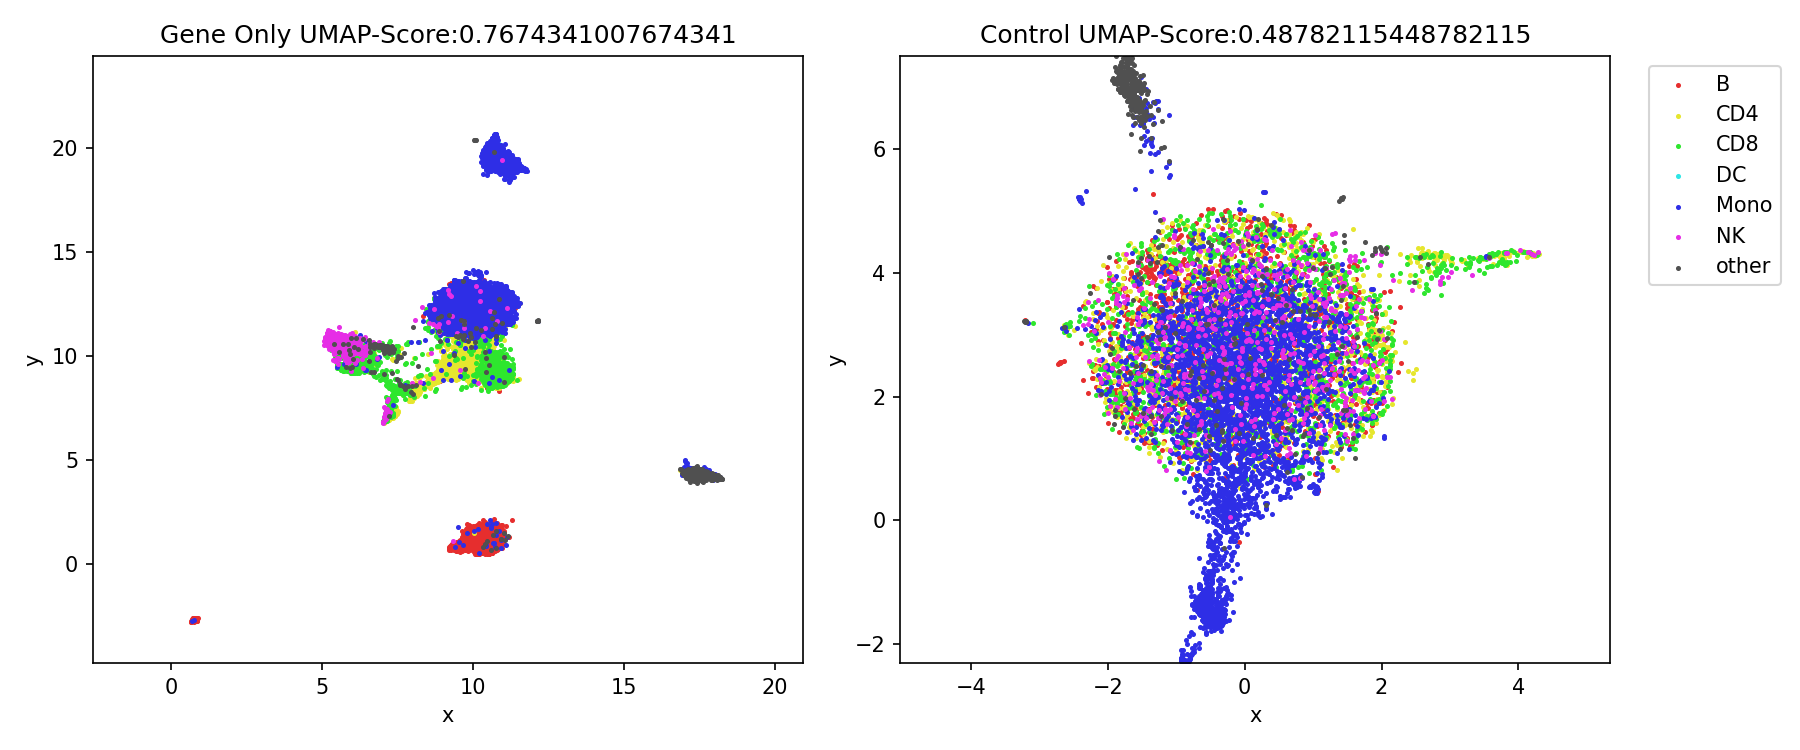 Gene Only UMAP-Score:0.7674341007674341
20
15
10
5
0
y
0 5 10 15 20
x
Control UMAP-Score:0.48782115448782115
6
4
2
0
−2
y
−4 −2 0 2 4
x
B
CD4
CD8
DC
Mono
NK
other